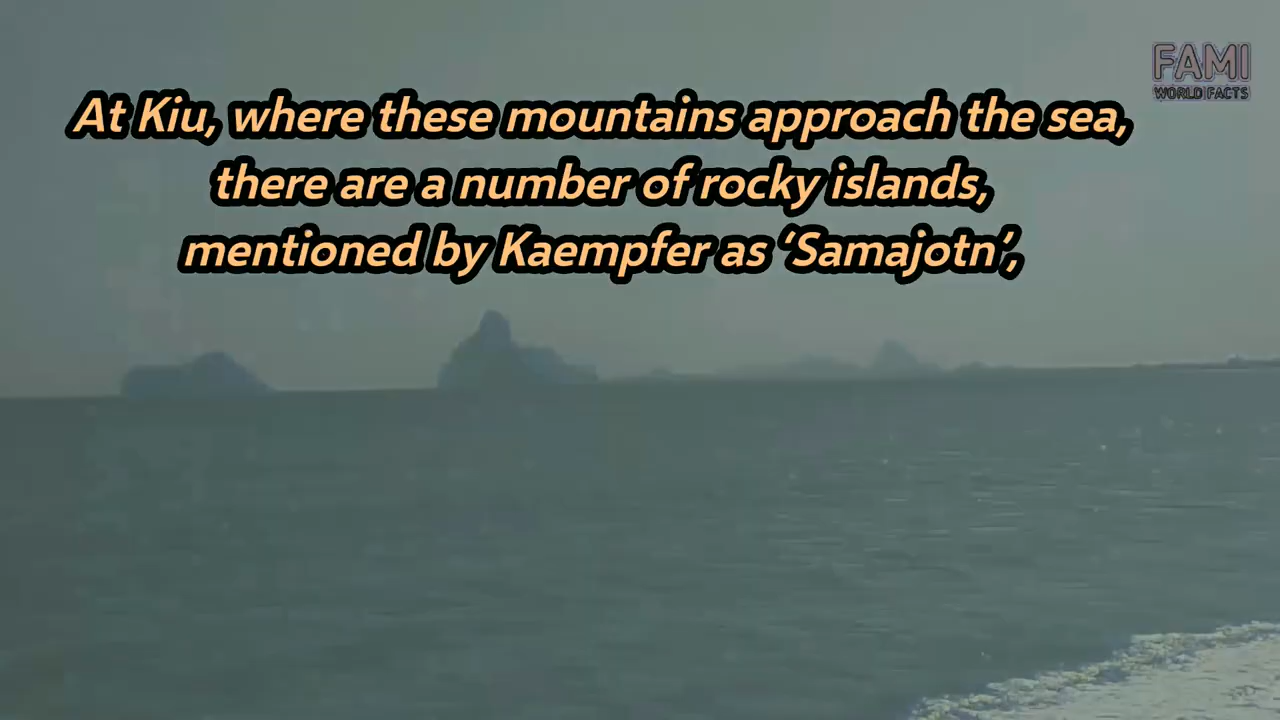 FAMI
WORLD FACTS
At Kiu, where these mountains approach the sea,
there are a number of rocky islands,
mentioned by Kaempfer as ‘Samajotn’,